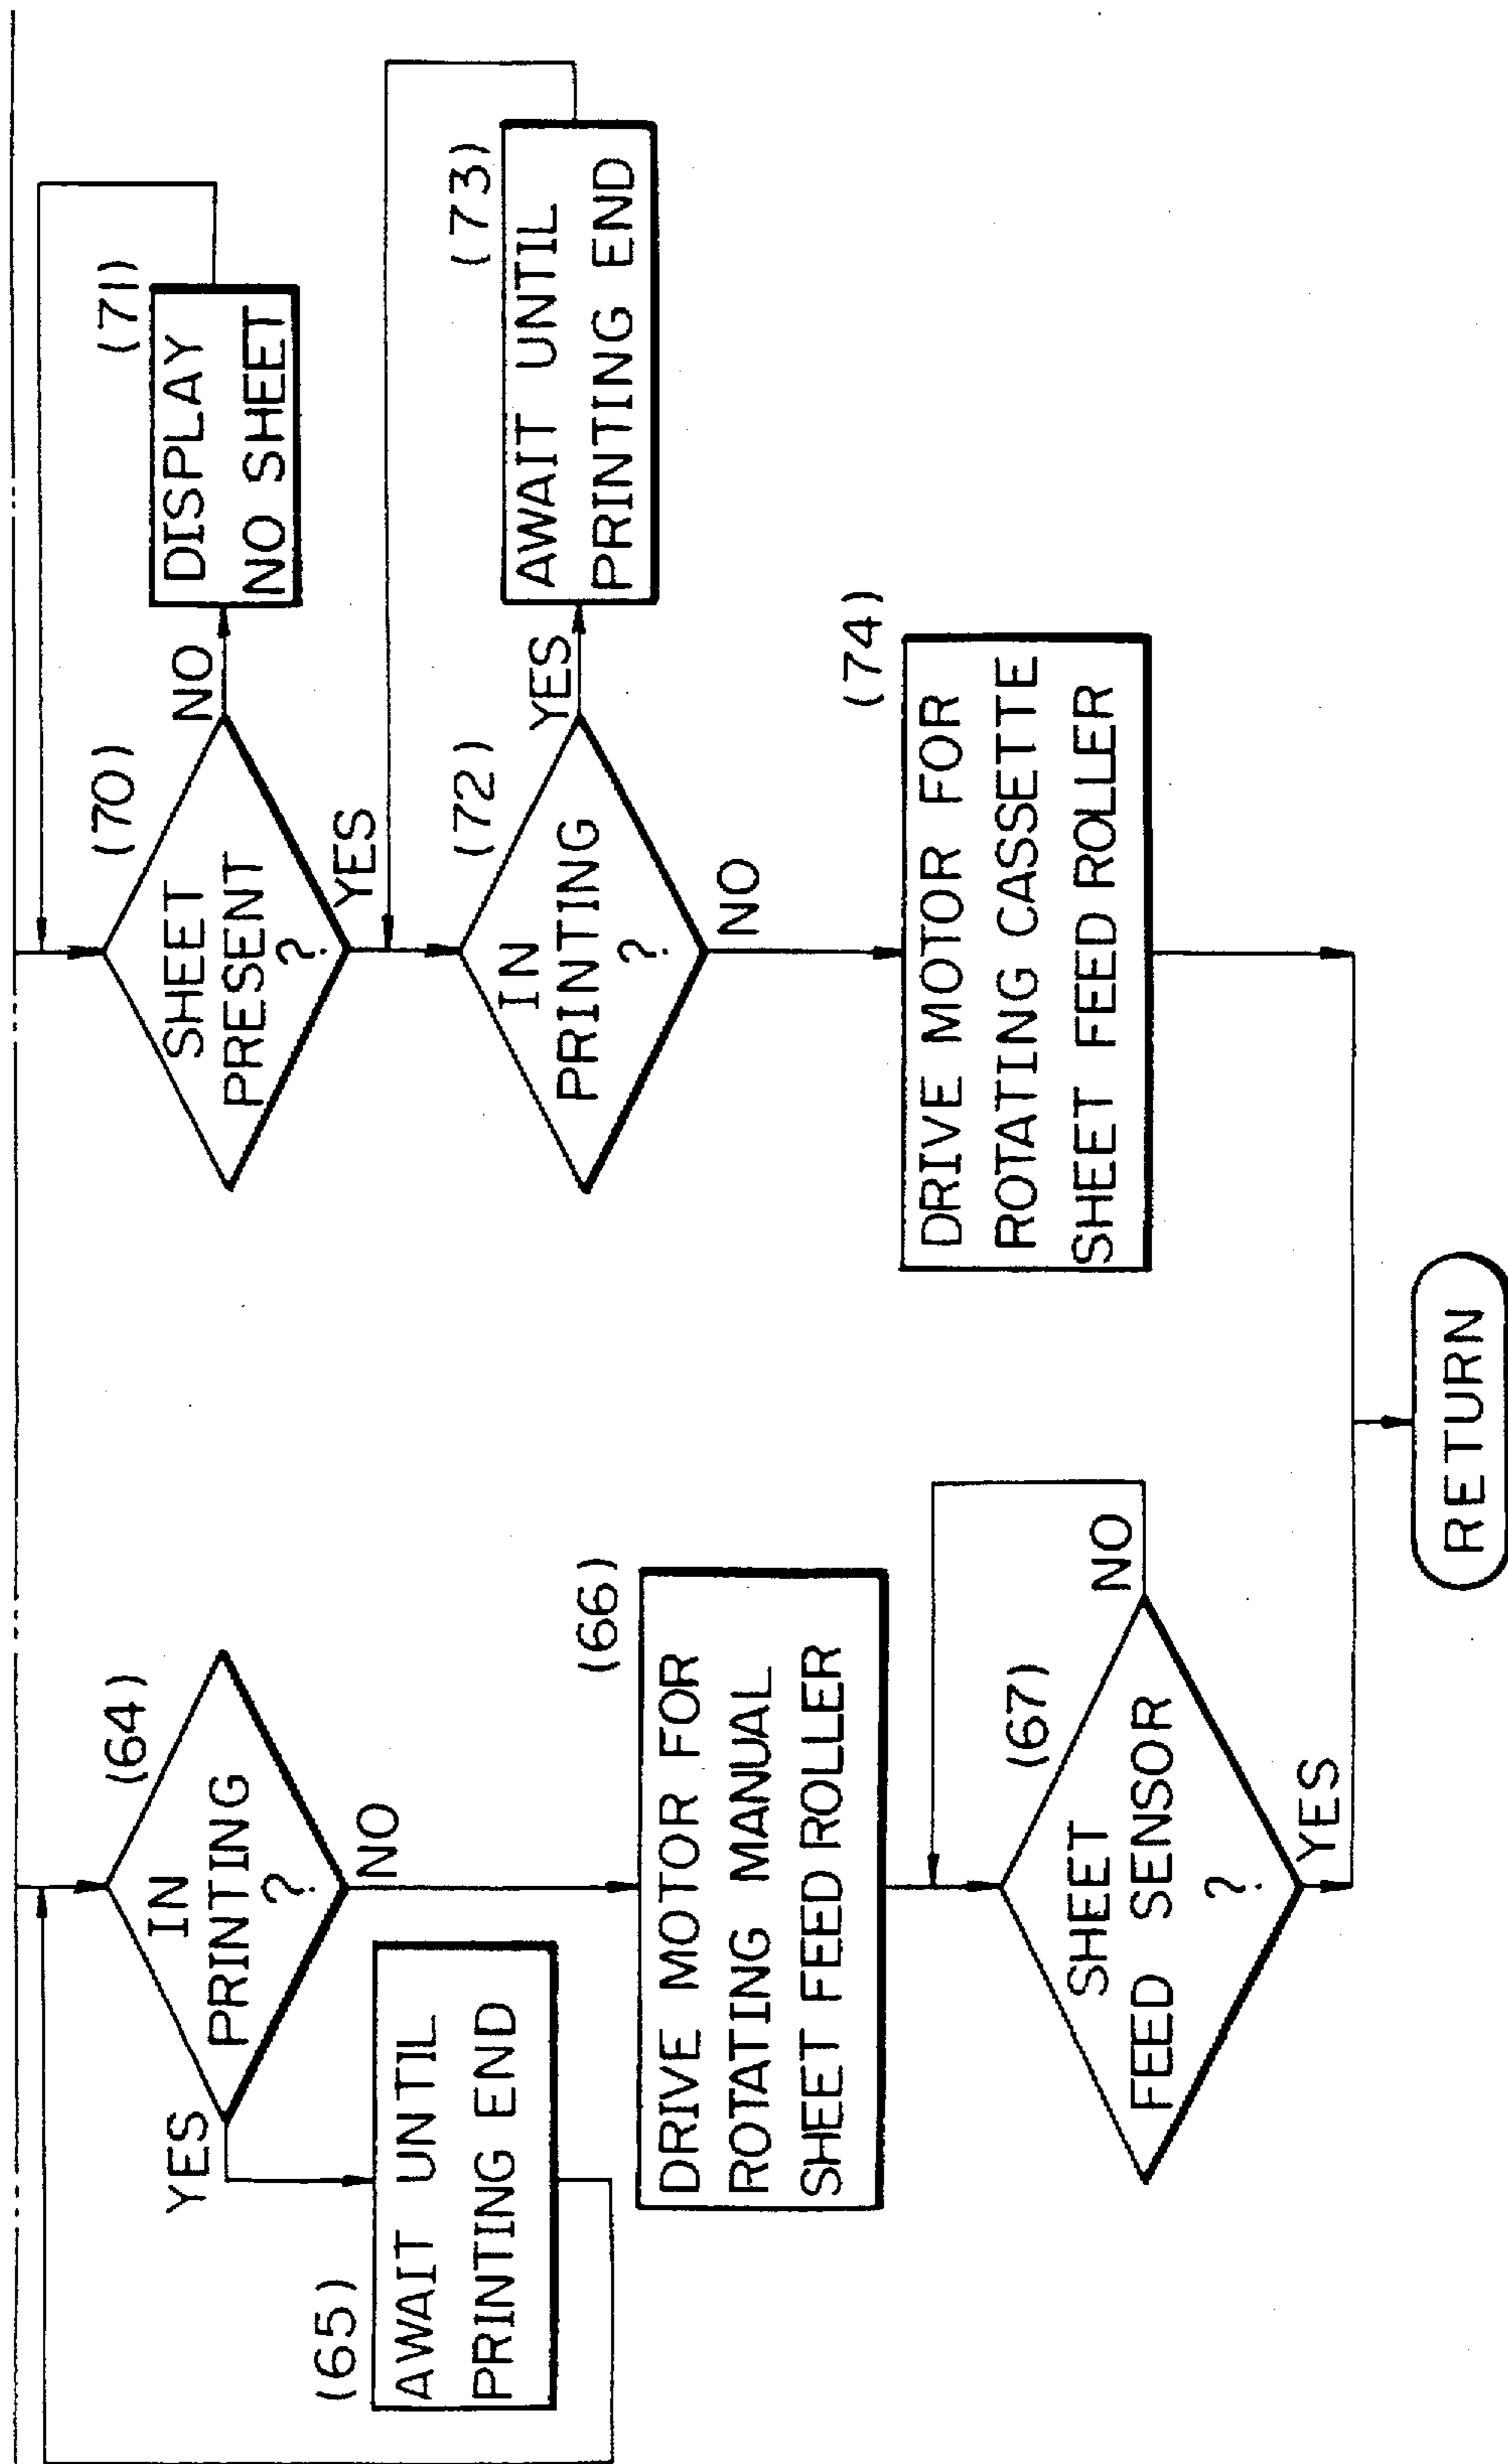 (64)
IN
PRINTING
?
YES
NO
(65)
AWAIT UNTIL
PRINTING END
(66)
DRIVE MOTOR FOR
ROTATING MANUAL
SHEET FEED ROLLER
(67)
SHEET
FEED SENSOR
?
NO
YES
(70)
SHEET
PRESENT
?
NO
YES
(71)
DISPLAY
NO SHEET
(72)
IN
PRINTING
?
YES
NO
(73)
AWAIT UNTIL
PRINTING END
(74)
DRIVE MOTOR FOR
ROTATING CASSETTE
SHEET FEED ROLLER
RETURN